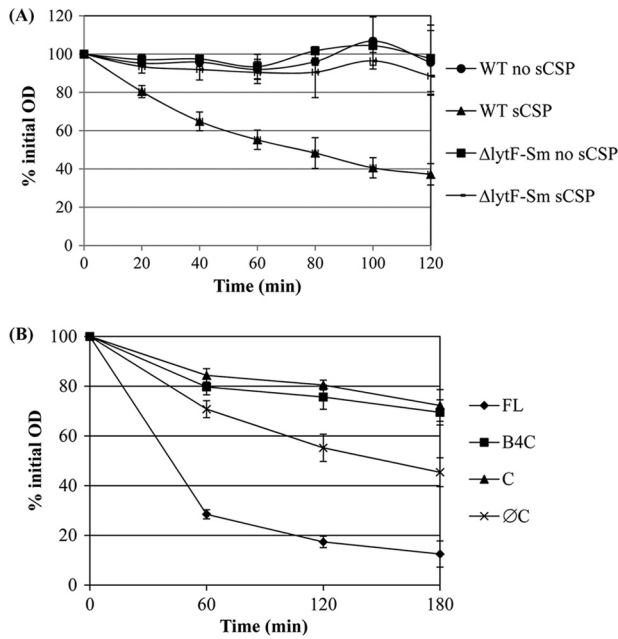 (A)
120
100
80
60
40
20
0
% initial OD
0 20 40 60 80 100 120
Time (min)
WT no sCSP
WT sCSP
ΔlytF-Sm no sCSP
ΔlytF-Sm sCSP
(B)
100
80
60
40
20
0
% initial OD
0 60 120 180
Time (min)
FL
B4C
C
∅C